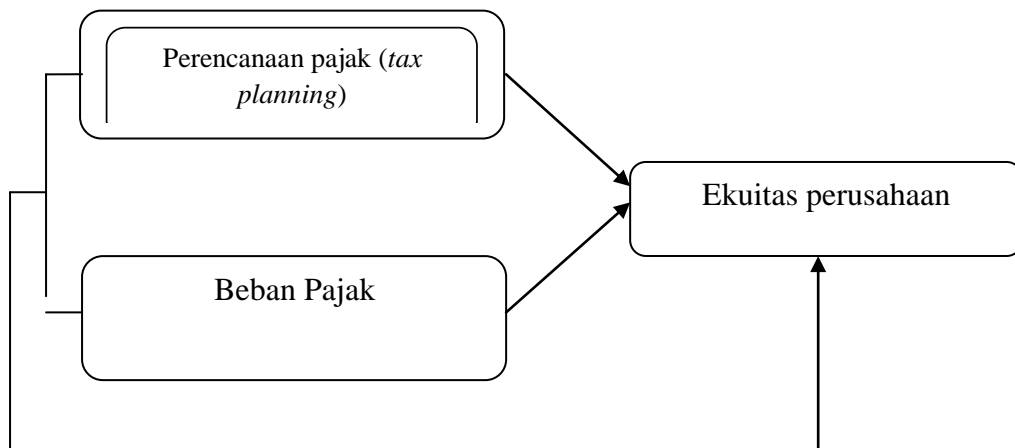 Perencanaan pajak (tax
planning)
Ekuitas perusahaan
Beban Pajak